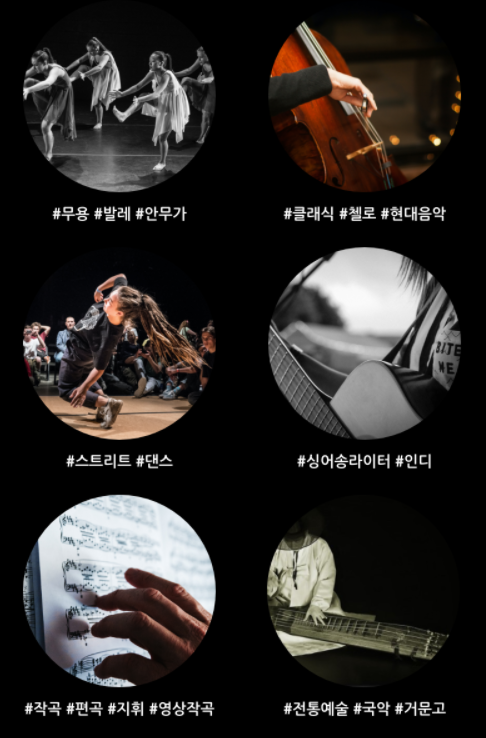 #무용 #발레 #안무가
#클래식 #첼로 #현대음악
#스트리트 #댄스
#싱어송라이터 #인디
#작곡 #편곡 #지휘 #영상작곡
#전통예술 #국악 #거문고